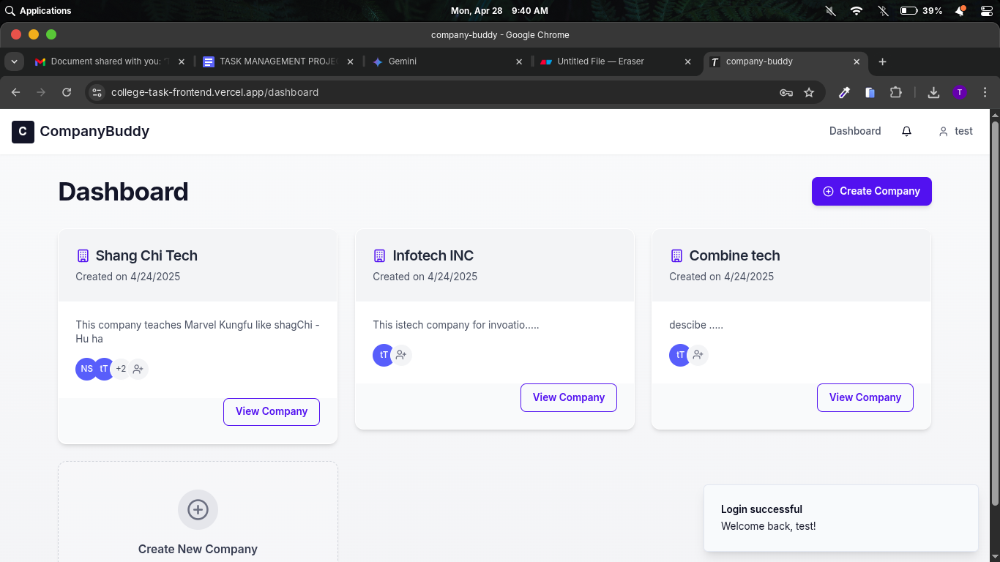 Applications
Mon, Apr 28 9:40 AM
39%
company-buddy - Google Chrome
Document shared with you: "T
TASK MANAGEMENT PROJEC
Gemini
Untitled File — Eraser
company-buddy
college-task-frontend.vercel.app/dashboard
T
C
CompanyBuddy
Dashboard
test
Dashboard
Create Company
Shang Chi Tech
Created on 4/24/2025
This company teaches Marvel Kungfu like shagChi -
Hu ha
NS
tT
+2
View Company
Infotech INC
Created on 4/24/2025
This istech company for invoatio.....
tT
View Company
Combine tech
Created on 4/24/2025
descibe .....
tT
View Company
Create New Company
Login successful
Welcome back, test!